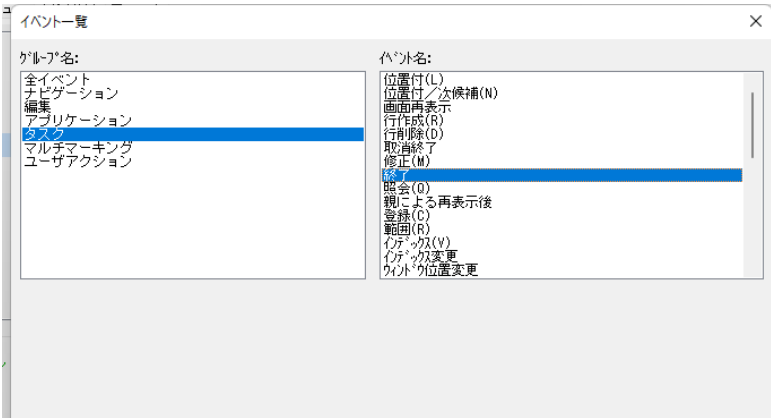 イベント一覧
グループ名:
全イベント
ナビゲーション
編集
アプリケーション
タスク
マルチマーキング
ユーザアクション
イベント名:
位置付(L)
位置付/次候補(N)
画面再表示
行作成(R)
行削除(D)
取消終了
修正(M)
終了
照会(Q)
親による再表示後
登録(C)
範囲(R)
インデックス(V)
インデックス変更
ウィンドウ位置変更